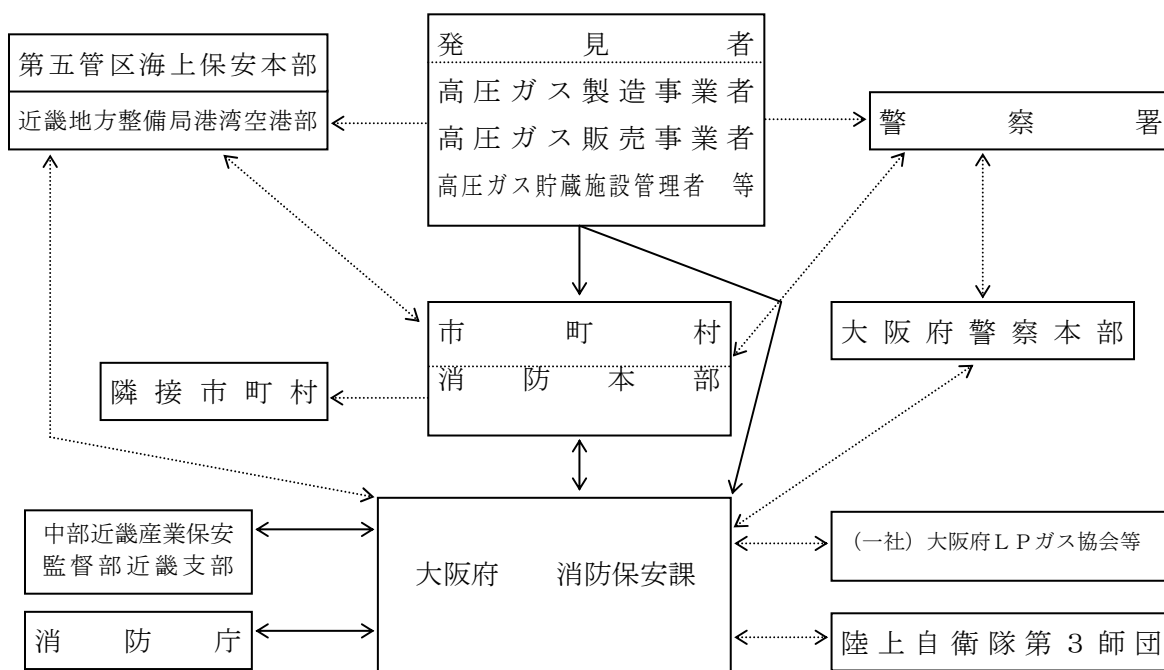 発見者
第五管区海上保安本部
高圧ガス製造事業者
近畿地方整備局港湾空港部
高圧ガス販売事業者
警察署
高圧ガス貯蔵施設管理者 等
市町村
大阪府警察本部
消防本部
隣接市町村
中部近畿産業保安
監督部近畿支部
(一社)大阪府LPガス協会等
大阪府 消防保安課
消防庁
陸上自衛隊第3師団